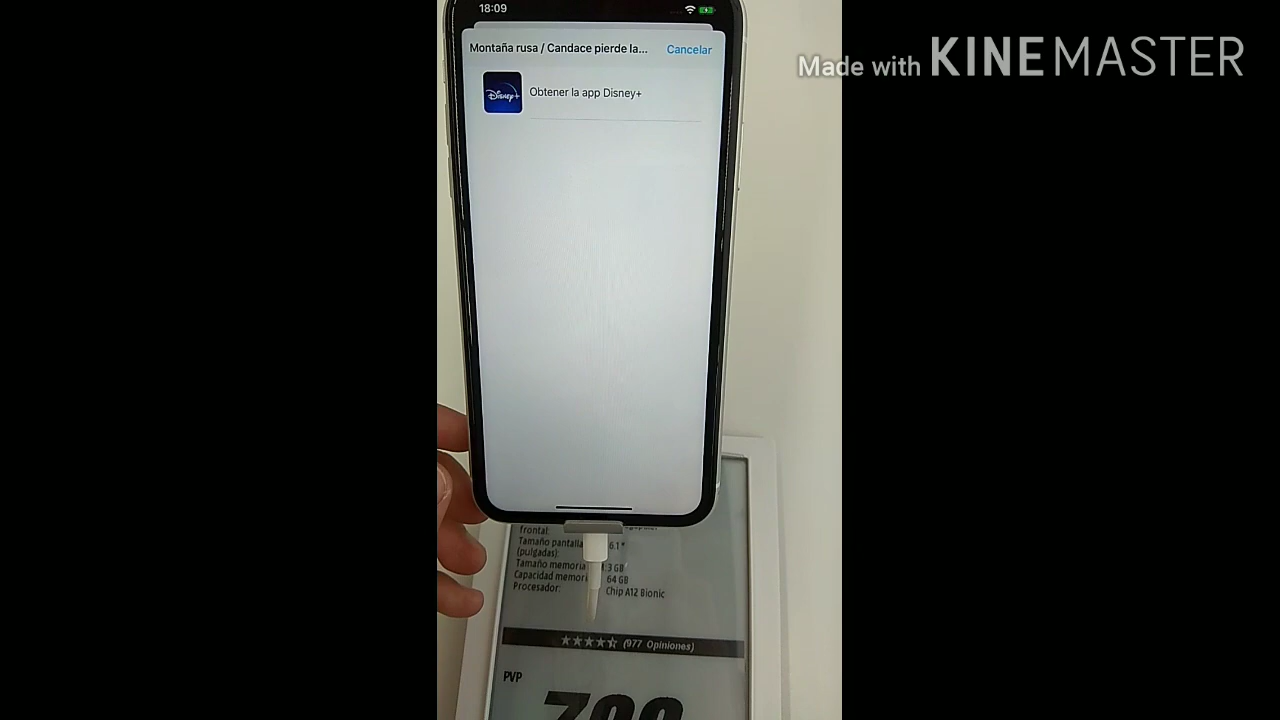 18:09
Montaña rusa / Candace pierde la...
Cancelar
Disney+
Obtener la app Disney+
Made with KINEMASTER
frontal:
Tamaño pantalla 6.1"
(pulgadas):
Tamaño memoria 3 GB
Capacidad memori 64 GB
Procesador: Chip A12 Bionic
(977 Opiniones)
PVP